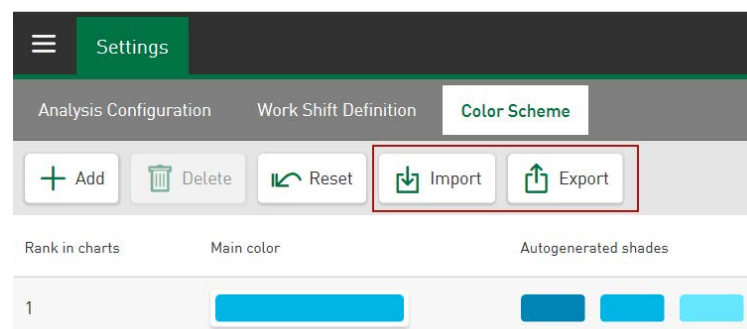 Settings
Analysis Configuration Work Shift Definition Color Scheme
Add Delete Reset Import Export
Rank in charts Main color Autogenerated shades
1